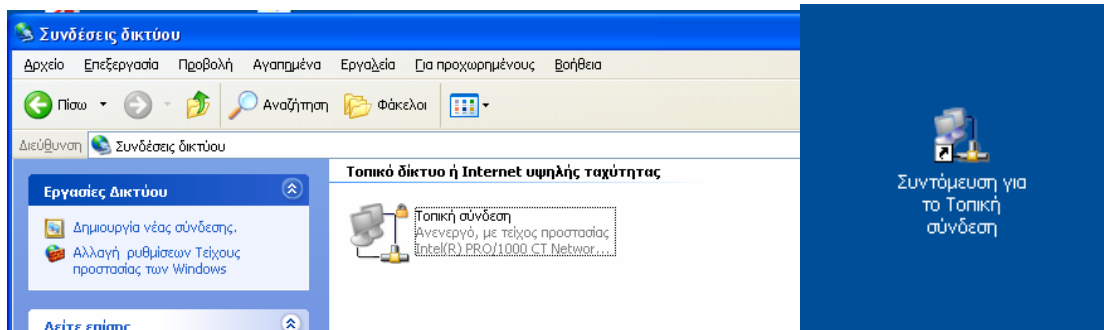 Συνδέσεις δικτύου
Αρχείο Επεξεργασία Προβολή Αγαπημένα Εργαλεία Για προχωρημένους Βοήθεια
Πίσω Αναζήτηση Φάκελοι
Διεύθυνση Συνδέσεις δικτύου
Εργασίες Δικτύου
Δημιουργία νέας σύνδεσης.
Αλλαγή ρυθμίσεων Τείχους
προστασίας των Windows
Δείτε επίσης
Τοπικό δίκτυο ή Internet υψηλής ταχύτητας
Τοπική σύνδεση
Ανενεργό, με τείχος προστασίας
Intel(R) PRO/1000 CT Networ...
Συντόμευση για
το Τοπική
σύνδεση